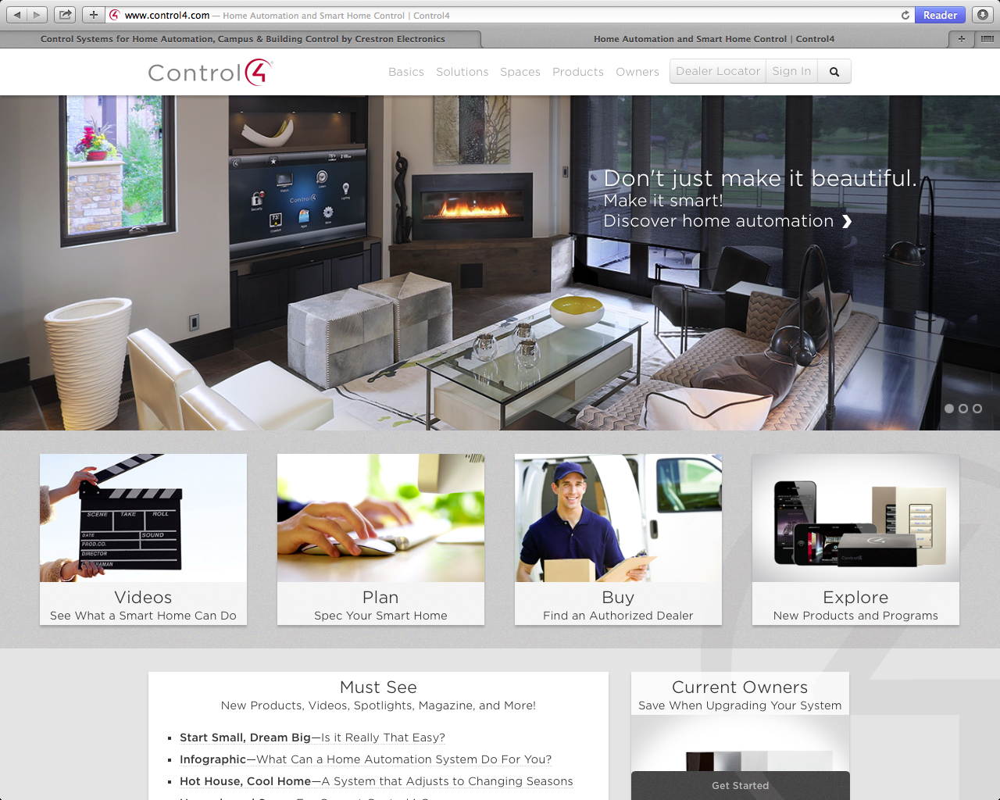 www.control4.com — Home Automation and Smart Home Control | Control4
Reader
Control Systems for Home Automation, Campus & Building Control by Crestron Electronics
Home Automation and Smart Home Control | Control4
Control4
Basics
Solutions
Spaces
Products
Owners
Dealer Locator
Sign In
Don't just make it beautiful.
Make it smart!
Discover home automation
Control4
Security
SCENE TAKE ROLL
DATE SOUND
PROD.CO.
DIRECTOR
Control4
Videos
See What a Smart Home Can Do
Plan
Spec Your Smart Home
Buy
Find an Authorized Dealer
Explore
New Products and Programs
Must See
New Products, Videos, Spotlights, Magazine, and More!
Start Small, Dream Big—Is it Really That Easy?
Infographic—What Can a Home Automation System Do For You?
Hot House, Cool Home—A System that Adjusts to Changing Seasons
Current Owners
Save When Upgrading Your System
Get Started